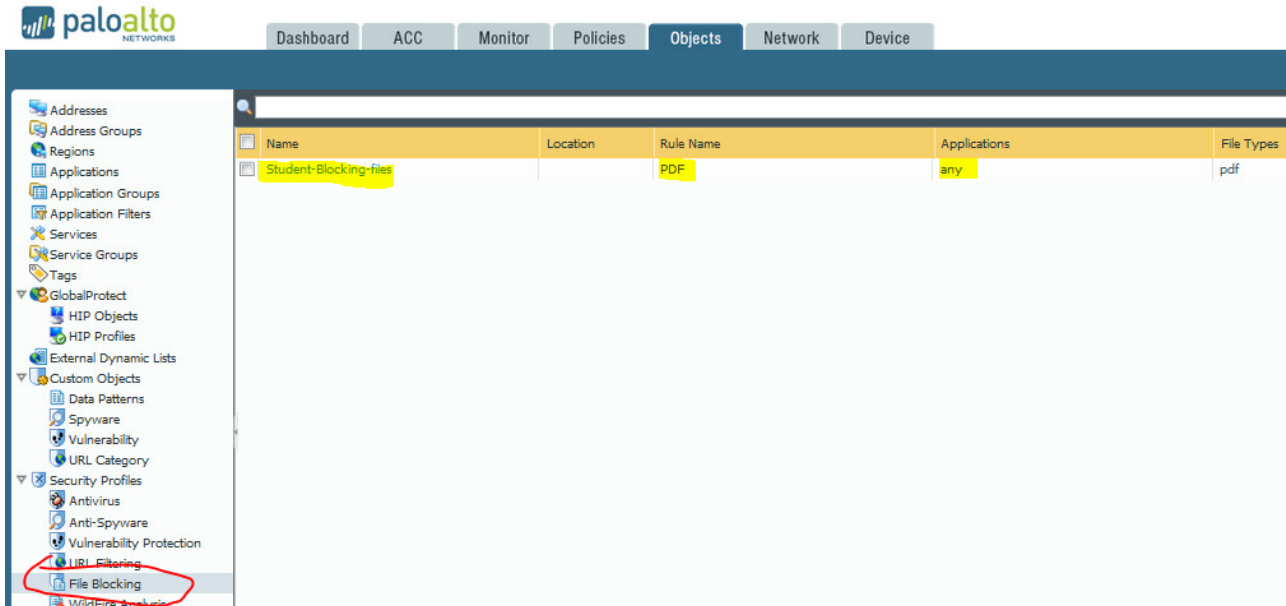 paloalto
NETWORKS
Dashboard ACC Monitor Policies Objects Network Device
Addresses
Address Groups
Regions
Applications
Application Groups
Application Filters
Services
Service Groups
Tags
GlobalProtect
HIP Objects
HIP Profiles
External Dynamic Lists
Custom Objects
Data Patterns
Spyware
Vulnerability
URL Category
Security Profiles
Antivirus
Anti-Spyware
Vulnerability Protection
URL Filtering
File Blocking
WildFire Analysis
Name Location Rule Name Applications File Types
Student-Blocking-files PDF any pdf